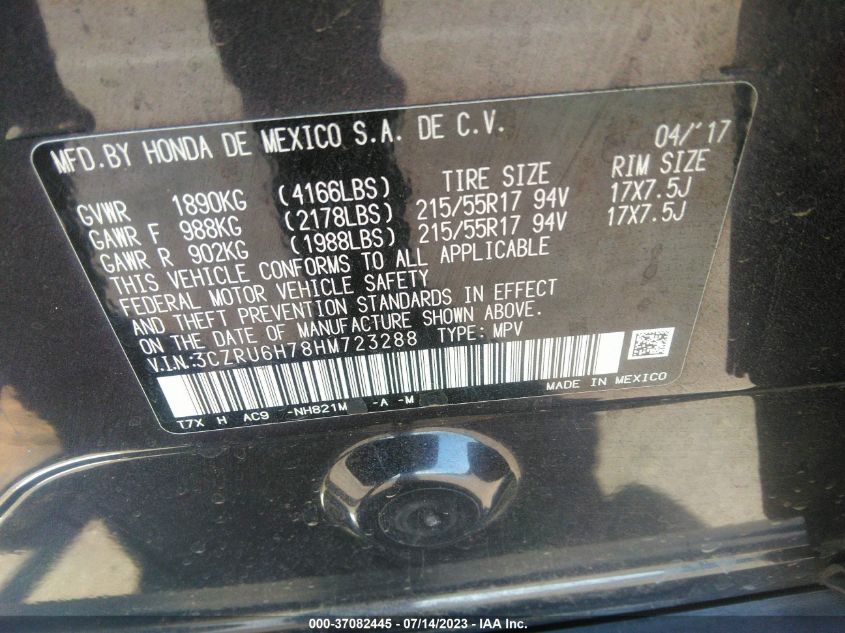 MFD.BY HONDA DE MEXICO S.A. DE C.V. 04/'17
TIRE SIZE RIM SIZE
GVWR 1890KG (4166LBS)
GAWR F 988KG (2178LBS) 215/55R17 94V 17X7.5J
GAWR R 902KG (1988LBS) 215/55R17 94V 17X7.5J
THIS VEHICLE CONFORMS TO ALL APPLICABLE
FEDERAL MOTOR VEHICLE SAFETY
AND THEFT PREVENTION STANDARDS IN EFFECT
ON THE DATE OF MANUFACTURE SHOWN ABOVE.
V.I.N:3CZRU6H78HM723288 TYPE: MPV
MADE IN MEXICO
T7X H AC9 -NH821M -A -M
000-37082445 - 07/14/2023 - IAA Inc.